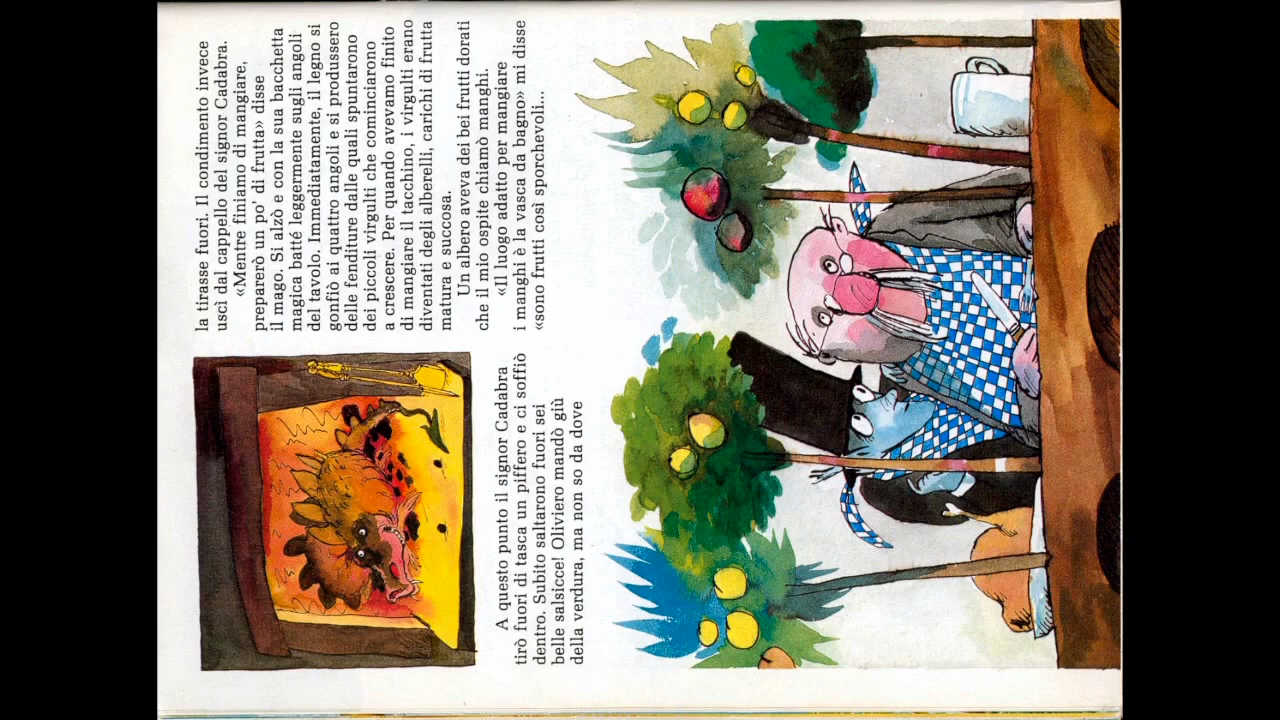 A questo punto il signor Cadabra
tirò fuori di tasca un piffero e ci soffiò
dentro. Subito saltarono fuori sei
belle salsicce! Oliviero mandò giù
della verdura, ma non so da dove
la tirasse fuori. Il condimento invece
uscì dal cappello del signor Cadabra.
«Mentre finiamo di mangiare,
preparerò un po' di frutta» disse
il mago. Si alzò e con la sua bacchetta
magica batté leggermente sugli angoli
del tavolo. Immediatamente, il legno si
gonfiò ai quattro angoli e si produssero
delle fenditure dalle quali spuntarono
dei piccoli virgulti che cominciarono
a crescere. Per quando avevamo finito
di mangiare il tacchino, i virgulti erano
diventati degli alberelli, carichi di frutta
matura e succosa.
Un albero aveva dei bei frutti dorati
che il mio ospite chiamò manghi.
«Il luogo adatto per mangiare
i manghi è la vasca da bagno» mi disse
«sono frutti così sporchevoli...